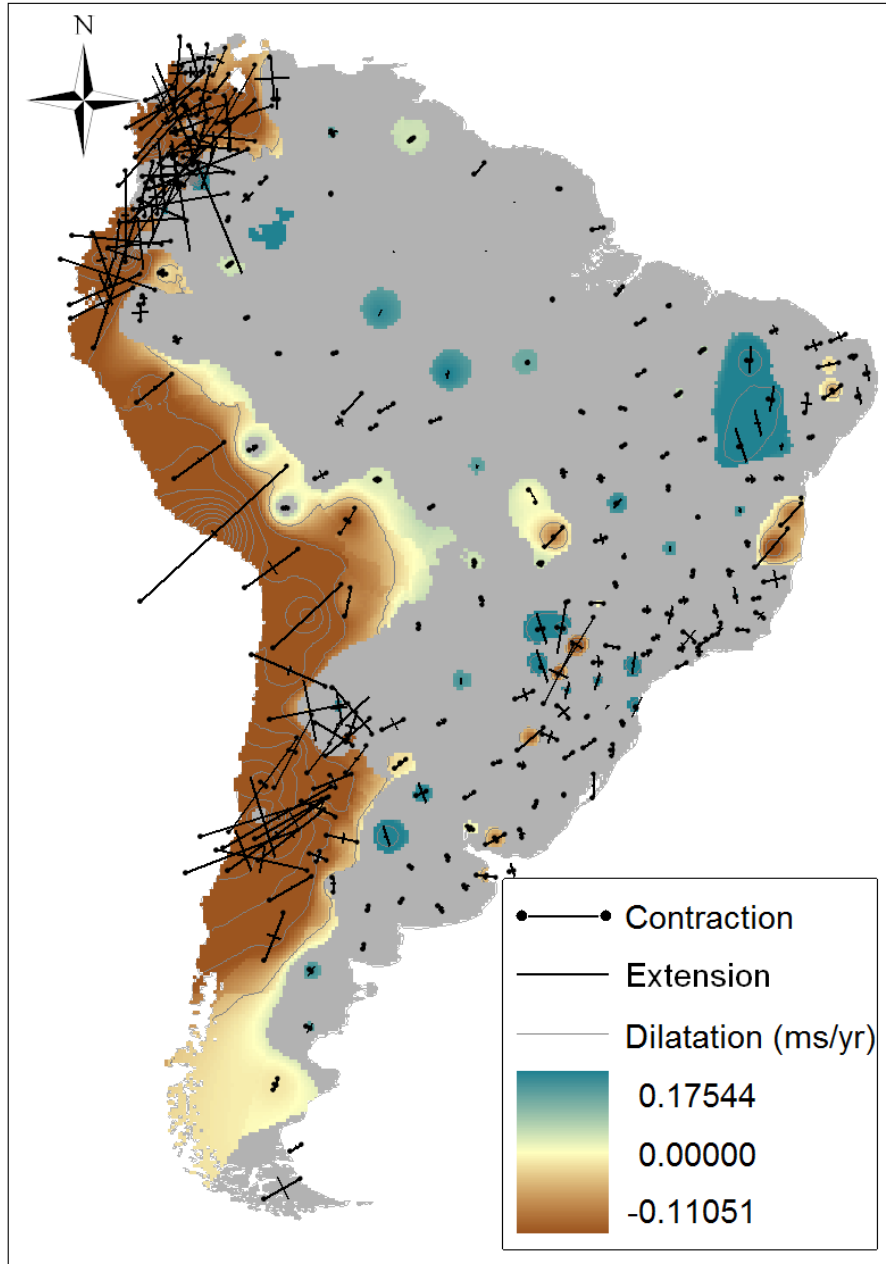 N
Contraction
Extension
Dilatation (ms/yr)
0.17544
0.00000
-0.11051